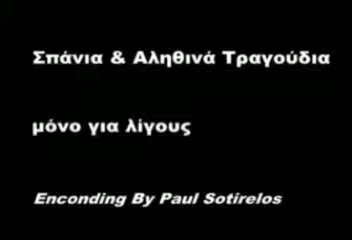 Σπάνια & Αληθινά Τραγούδια
μόνο για λίγους
Enconding By Paul Sotirelos